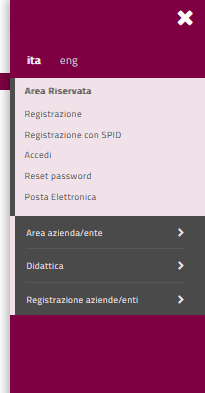 ita eng
Area Riservata
Registrazione
Registrazione con SPID
Accedi
Reset password
Posta Elettronica
Area azienda/ente
Didattica
Registrazione aziende/enti